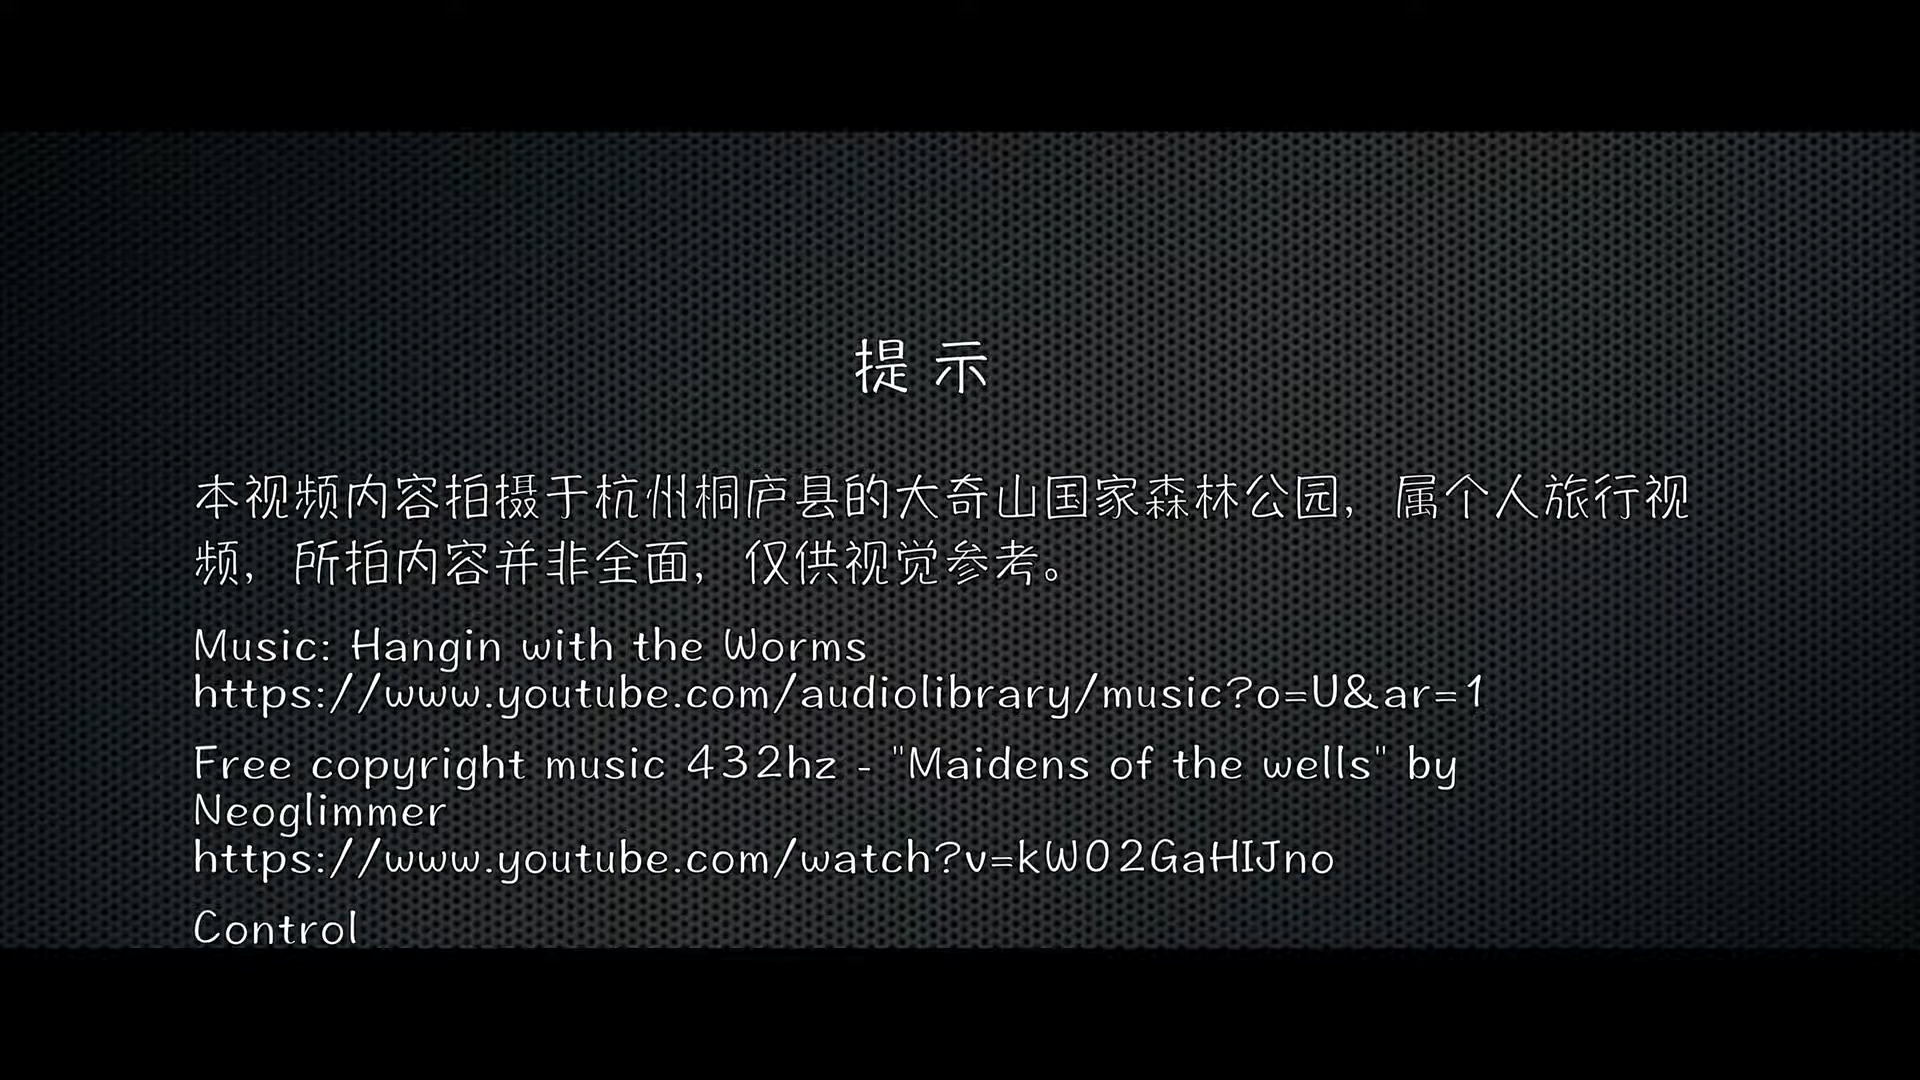 提 示
本视频内容拍摄于杭州桐庐县的大奇山国家森林公园，属个人旅行视
频，所拍内容并非全面，仅供视觉参考。
Music: Hangin with the Worms
https://www.youtube.com/audiolibrary/music?o=U&ar=1
Free copyright music 432hz - "Maidens of the wells" by
Neoglimmer
https://www.youtube.com/watch?v=kW02GaHIJno
Control